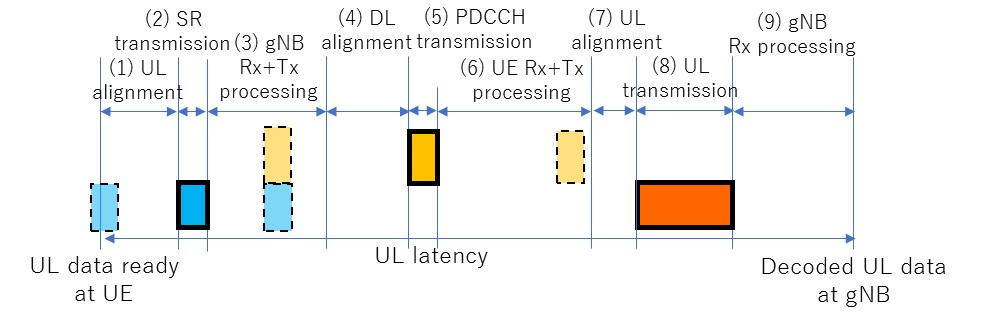 (2) SR
transmission
(1) UL
alignment
(3) gNB
Rx+Tx
processing
(4) DL
alignment
(5) PDCCH
transmission
(6) UE Rx+Tx
processing
(7) UL
alignment
(8) UL
transmission
(9) gNB
Rx processing
UL latency
UL data ready
at UE
Decoded UL data
at gNB